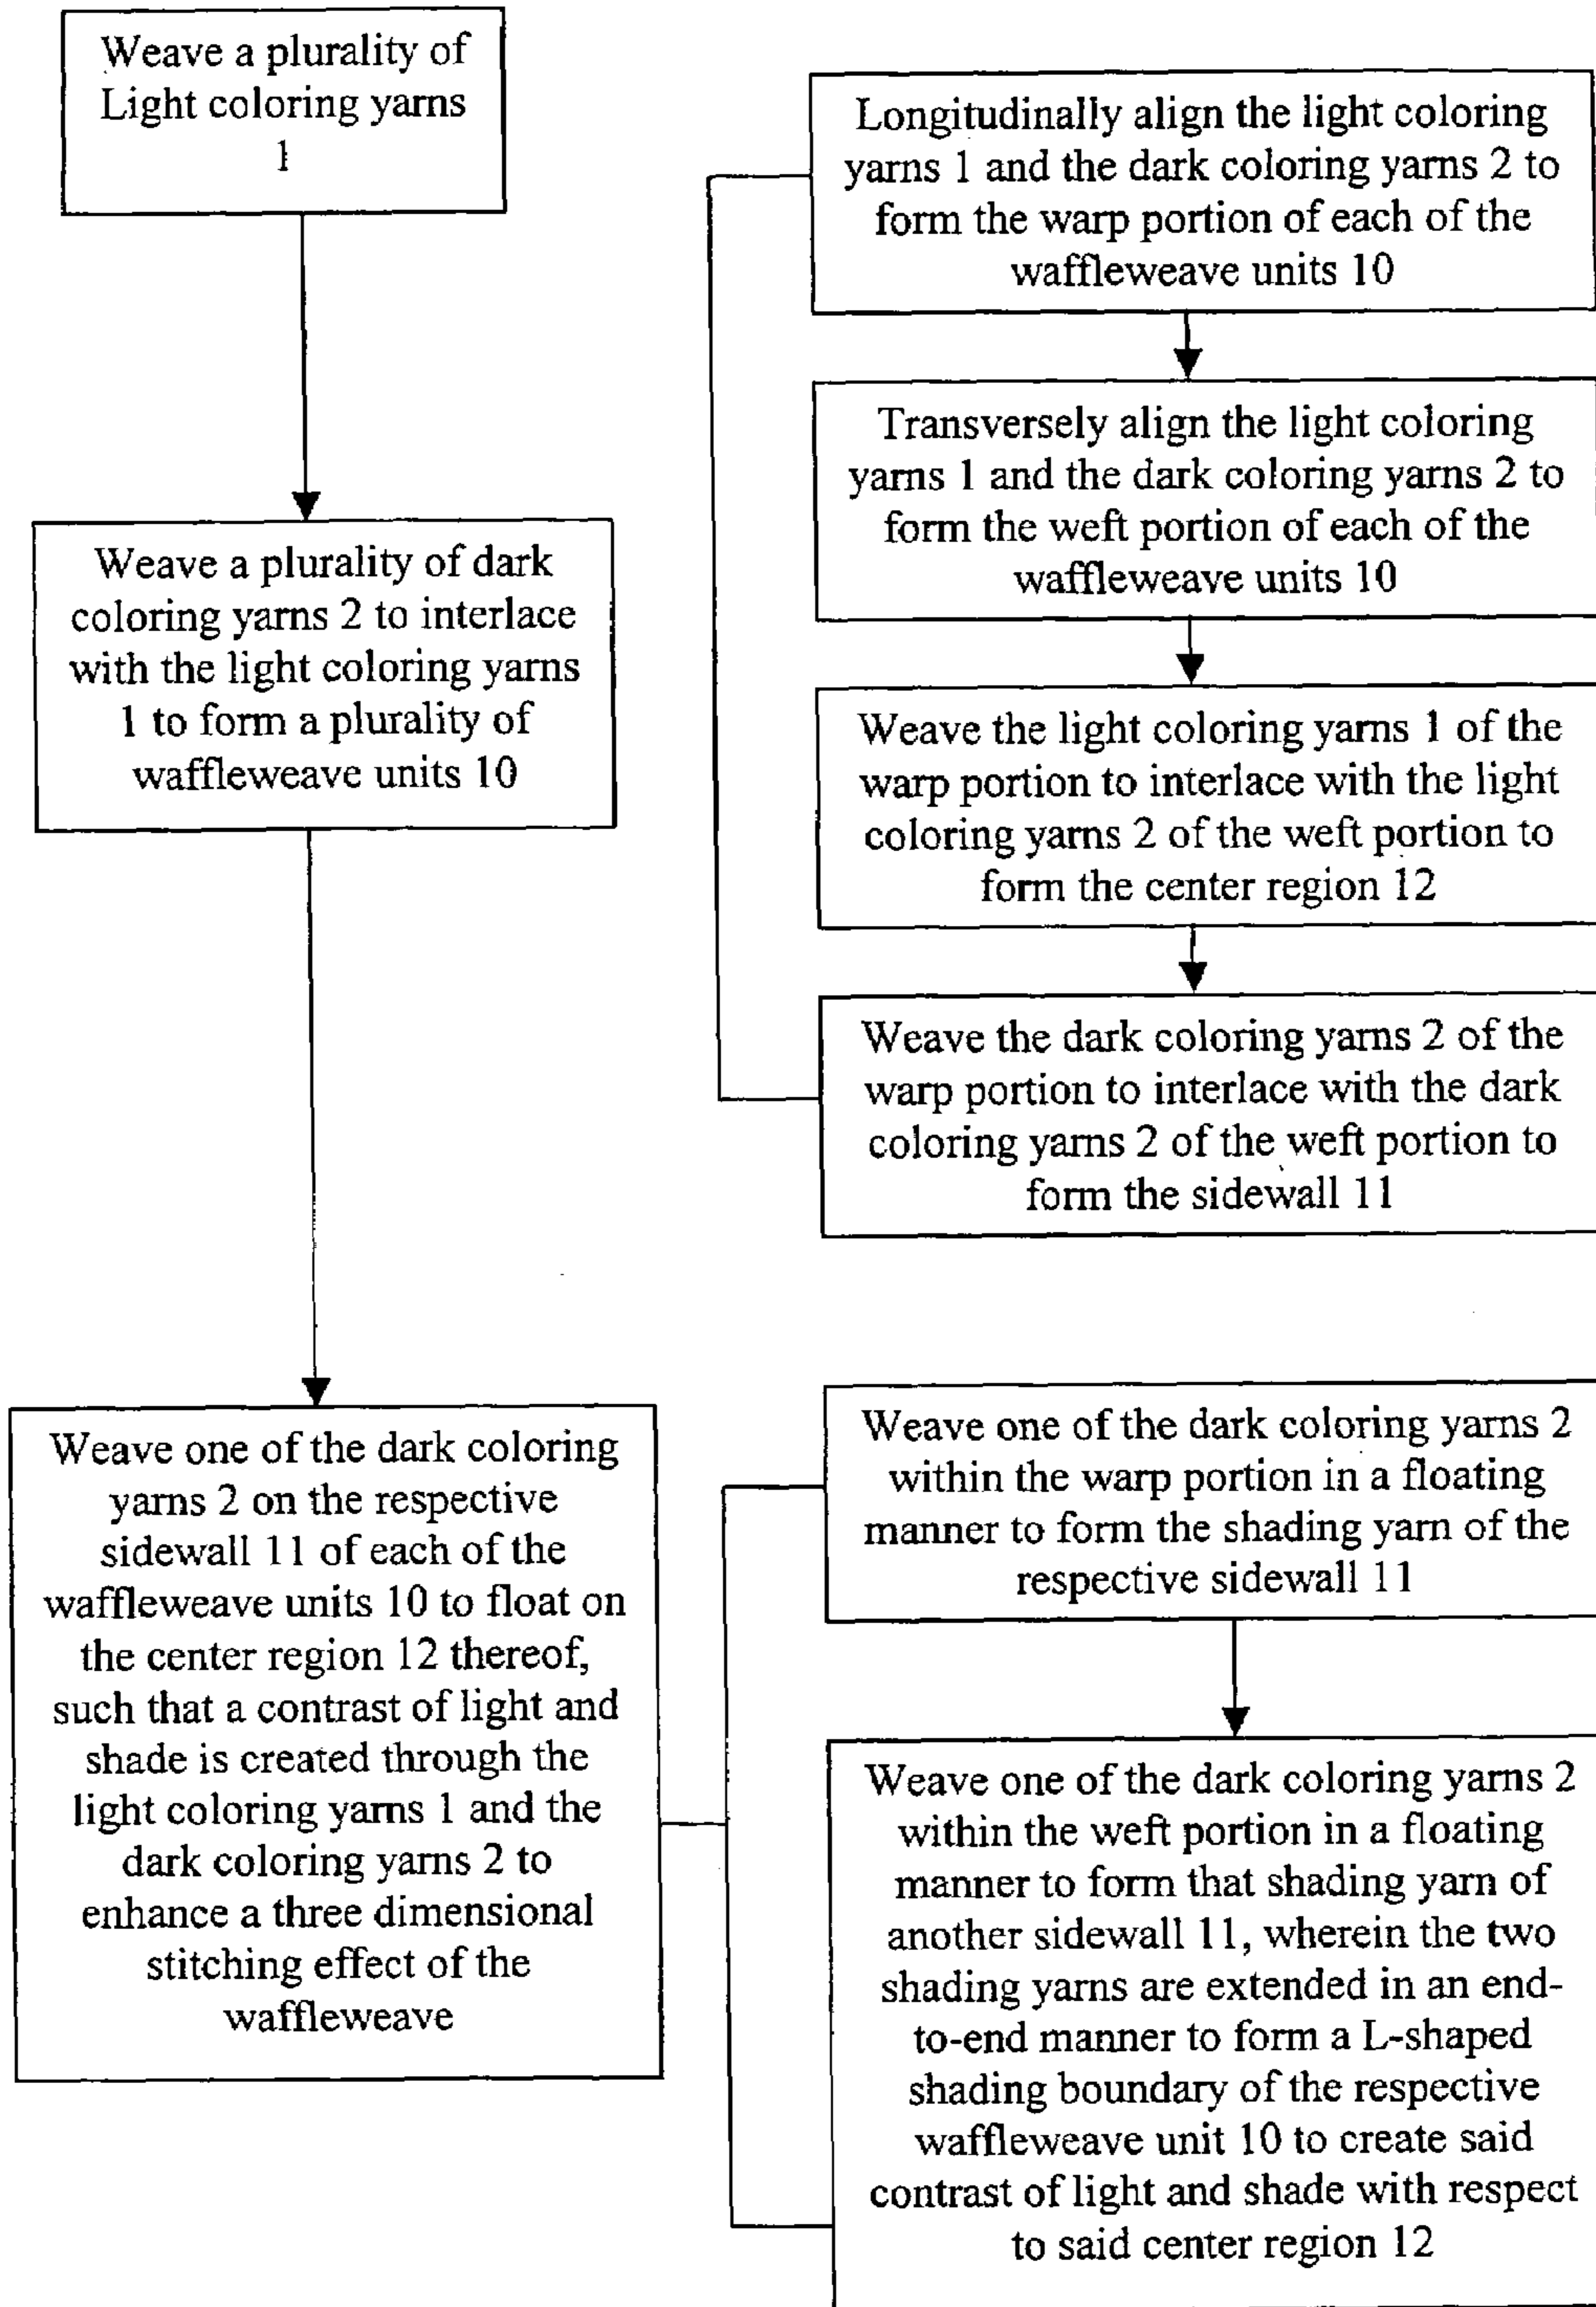 Weave a plurality of
Light coloring yarns
1
Weave a plurality of dark
coloring yarns 2 to interlace
with the light coloring yarns
1 to form a plurality of
waffleweave units 10
Weave one of the dark coloring
yarns 2 on the respective
sidewall 11 of each of the
waffleweave units 10 to float on
the center region 12 thereof,
such that a contrast of light and
shade is created through the
light coloring yarns 1 and the
dark coloring yarns 2 to
enhance a three dimensional
stitching effect of the
waffleweave
Longitudinally align the light coloring
yarns 1 and the dark coloring yarns 2 to
form the warp portion of each of the
waffleweave units 10
Transversely align the light coloring
yarns 1 and the dark coloring yarns 2 to
form the weft portion of each of the
waffleweave units 10
Weave the light coloring yarns 1 of the
warp portion to interlace with the light
coloring yarns 2 of the weft portion to
form the center region 12
Weave the dark coloring yarns 2 of the
warp portion to interlace with the dark
coloring yarns 2 of the weft portion to
form the sidewall 11
Weave one of the dark coloring yarns 2
within the warp portion in a floating
manner to form the shading yarn of the
respective sidewall 11
Weave one of the dark coloring yarns 2
within the weft portion in a floating
manner to form that shading yarn of
another sidewall 11, wherein the two
shading yarns are extended in an end-
to-end manner to form a L-shaped
shading boundary of the respective
waffleweave unit 10 to create said
contrast of light and shade with respect
to said center region 12